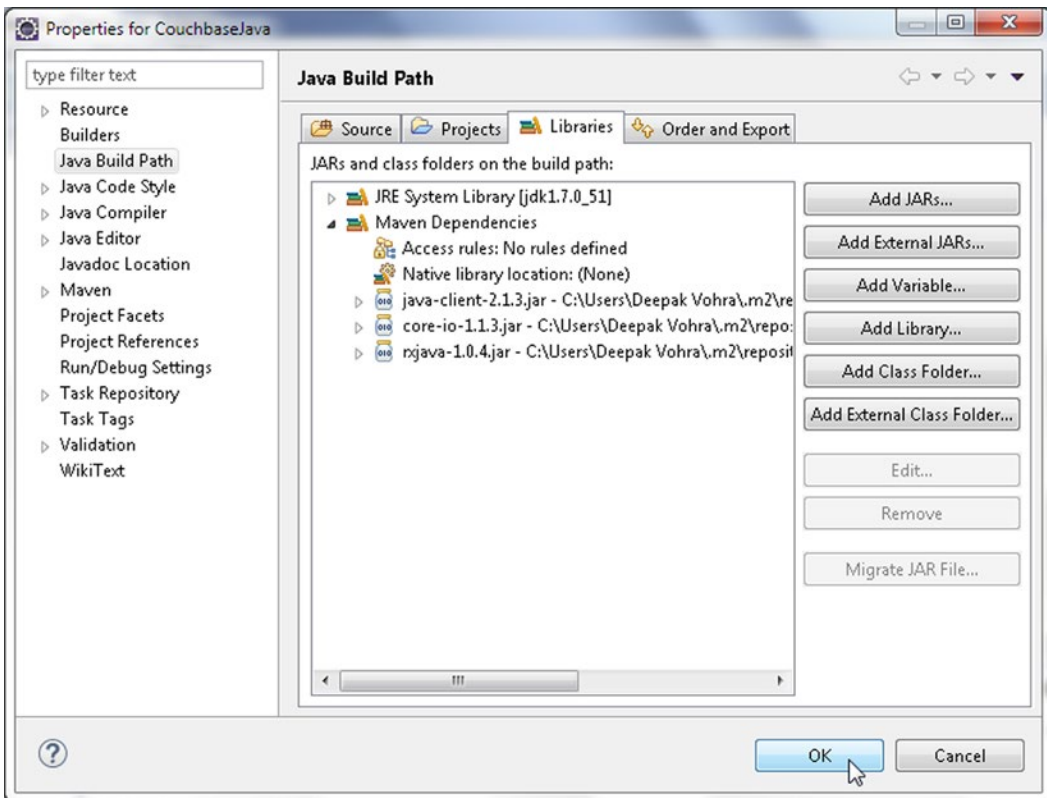 Properties for CouchbaseJava
type filter text
Resource
Builders
Java Build Path
Java Code Style
Java Compiler
Java Editor
Javadoc Location
Maven
Project Facets
Project References
Run/Debug Settings
Task Repository
Task Tags
Validation
WikiText
Java Build Path
Source Projects Libraries Order and Export
JARs and class folders on the build path:
JRE System Library [jdk1.7.0_51]
Maven Dependencies
Access rules: No rules defined
Native library location: (None)
java-client-2.1.3.jar - C:\Users\Deepak Vohra\.m2\re
core-io-1.1.3.jar - C:\Users\Deepak Vohra\.m2\repo
rxjava-1.0.4.jar - C:\Users\Deepak Vohra\.m2\reposit
Add JARs...
Add External JARs...
Add Variable...
Add Library...
Add Class Folder...
Add External Class Folder...
Edit...
Remove
Migrate JAR File...
OK Cancel